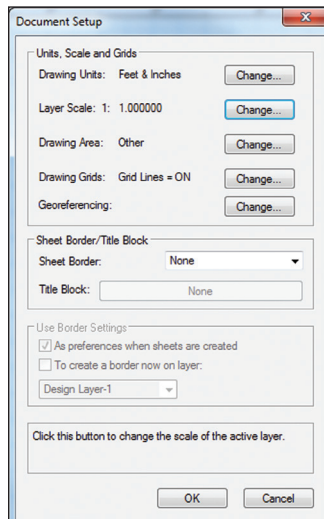 Document Setup
Units, Scale and Grids
Drawing Units: Feet & Inches Change...
Layer Scale: 1: 1.000000 Change...
Drawing Area: Other Change...
Drawing Grids: Grid Lines = ON Change...
Georeferencing: Change...
Sheet Border/Title Block
Sheet Border: None
Title Block: None
Use Border Settings
As preferences when sheets are created
To create a border now on layer:
Design Layer-1
Click this button to change the scale of the active layer.
OK Cancel